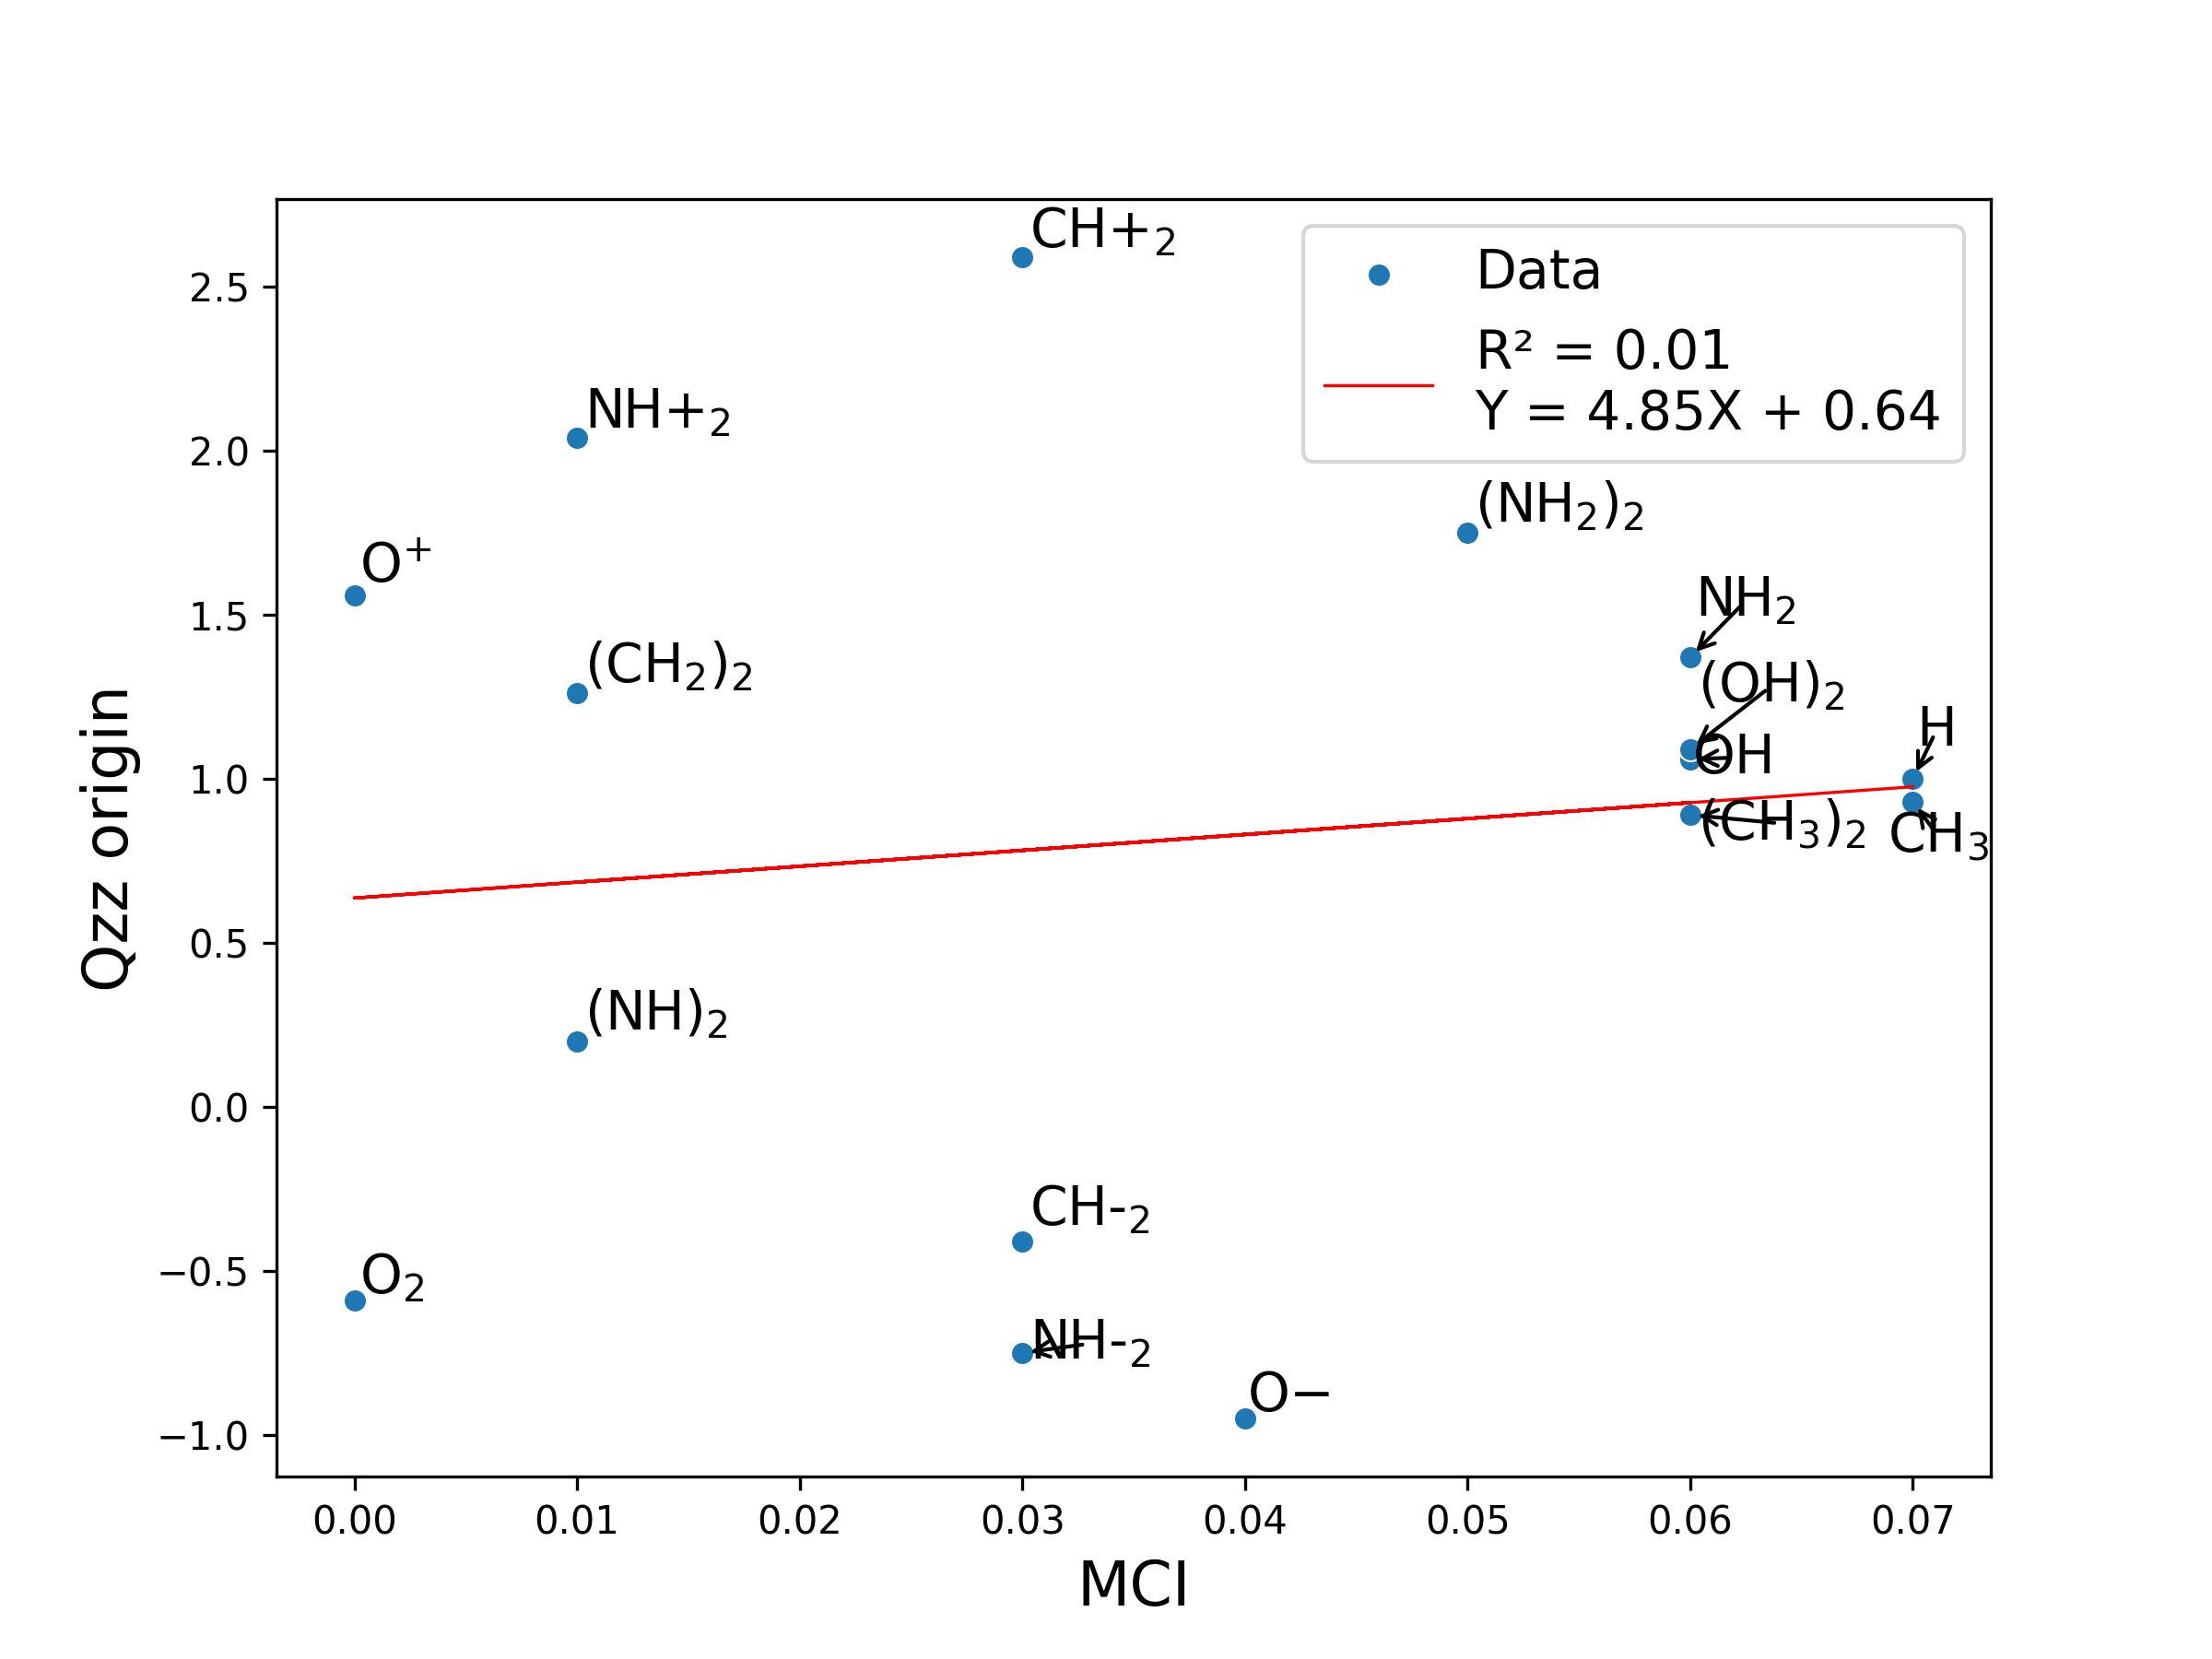 CH+₂
Data
R² = 0.01
Y = 4.85X + 0.64
NH+₂
(NH₂)₂
O⁺
NH₂
(CH₂)₂
(OH)₂
H
OH
(CH₃)₂
CH₃
(NH)₂
CH-₂
O₂
NH-₂
O−
2.5
2.0
1.5
1.0
0.5
0.0
−0.5
−1.0
Qzz origin
0.00 0.01 0.02 0.03 0.04 0.05 0.06 0.07
MCI